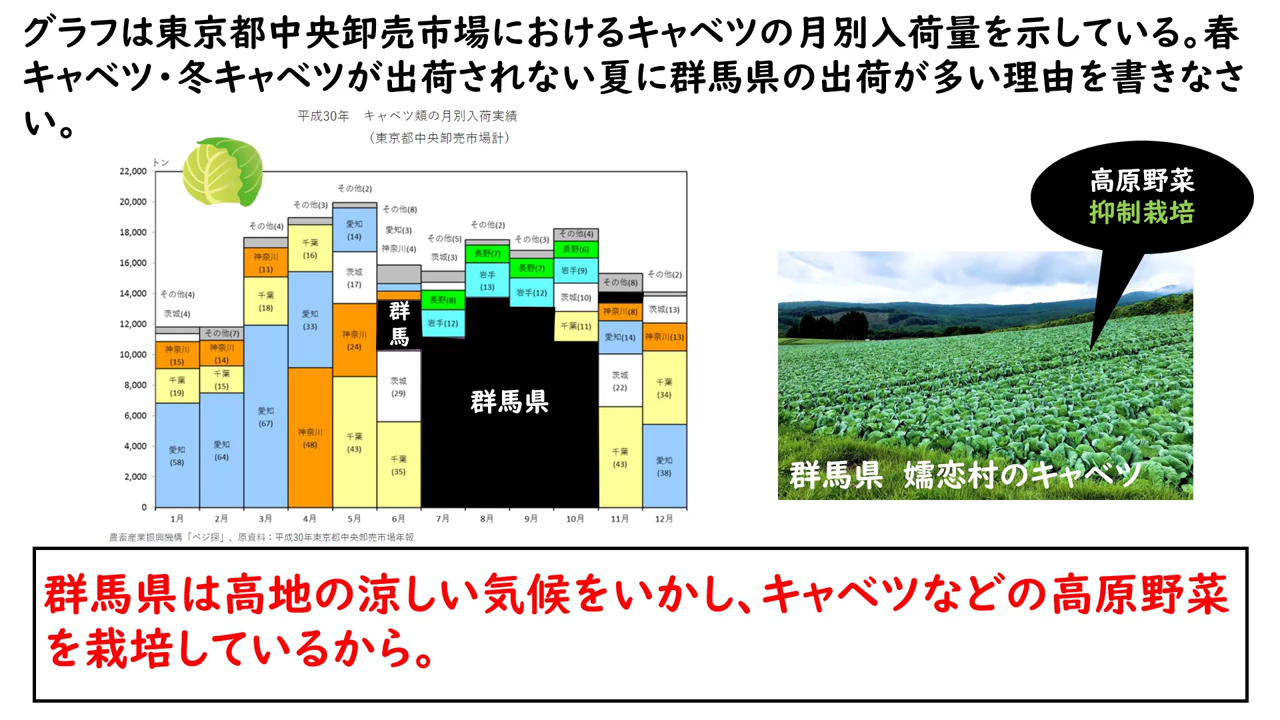 グラフは東京都中央卸売市場におけるキャベツの月別入荷量を示している。春
キャベツ・冬キャベツが出荷されない夏に群馬県の出荷が多い理由を書きなさ
い。
平成30年　キャベツ類の月別入荷実績
（東京都中央卸売市場計）
トン
22,000
20,000
18,000
16,000
14,000
12,000
10,000
8,000
6,000
4,000
2,000
0
その他(4)
茨城(4)
神奈川
(15)
千葉
(19)
愛知
(58)
1月
その他(7)
神奈川
(14)
千葉
(15)
愛知
(64)
2月
その他(4)
神奈川
(11)
千葉
(18)
愛知
(67)
3月
その他(3)
千葉
(16)
愛知
(33)
神奈川
(48)
4月
その他(2)
愛知
(14)
茨城
(17)
神奈川
(24)
千葉
(43)
5月
その他(8)
愛知(3)
神奈川(4)
群
馬
茨城
(29)
千葉
(35)
6月
その他(5)
茨城(3)
長野(8)
岩手(12)
7月
その他(2)
長野(7)
岩手
(13)
群馬県
8月
その他(3)
長野(7)
岩手(12)
9月
その他(4)
長野(6)
岩手(9)
茨城(10)
千葉(11)
10月
その他(8)
神奈川(8)
愛知(14)
茨城
(22)
千葉
(43)
11月
その他(2)
茨城(13)
神奈川(13)
千葉
(34)
愛知
(38)
12月
農畜産業振興機構「ベジ探」、原資料：平成30年東京都中央卸売市場年報
高原野菜
抑制栽培
群馬県　嬬恋村のキャベツ
群馬県は高地の涼しい気候をいかし、キャベツなどの高原野菜
を栽培しているから。